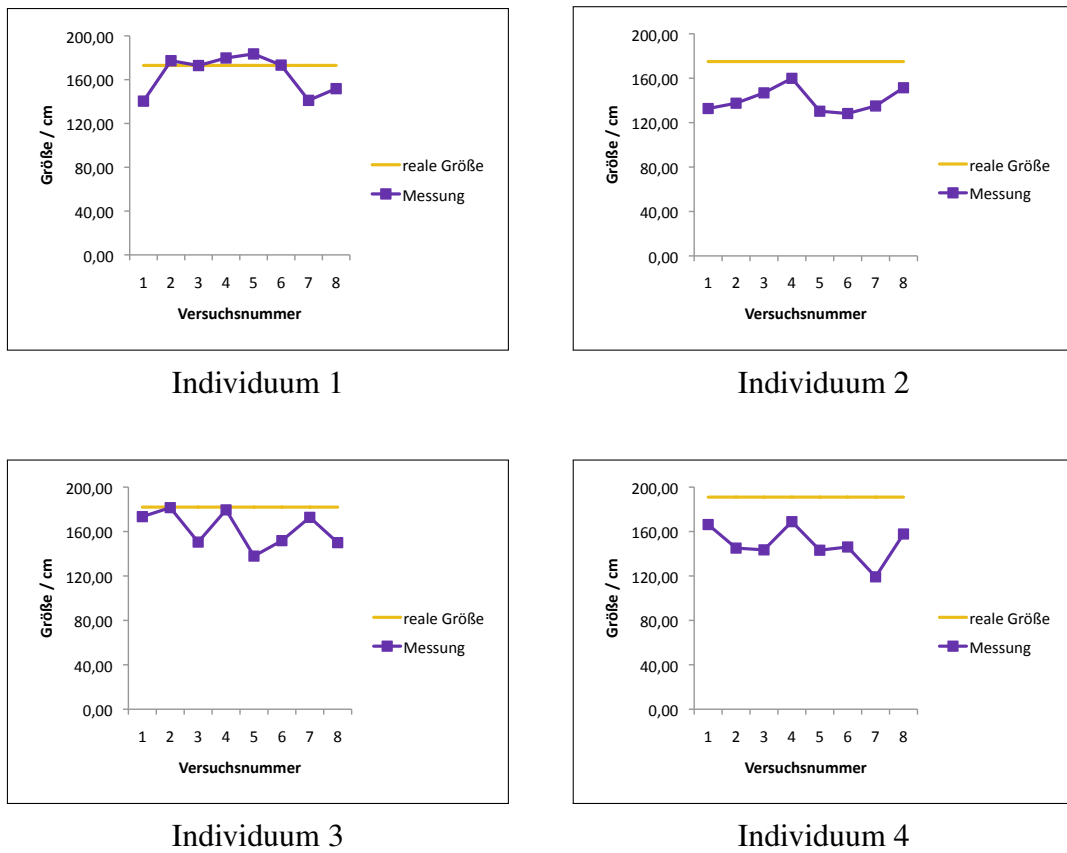 200,00
160,00
120,00
80,00
40,00
0,00
Größe / cm
1 2 3 4 5 6 7 8
Versuchsnummer
reale Größe
Messung
Individuum 1
200,00
160,00
120,00
80,00
40,00
0,00
Größe / cm
1 2 3 4 5 6 7 8
Versuchsnummer
reale Größe
Messung
Individuum 2
200,00
160,00
120,00
80,00
40,00
0,00
Größe / cm
1 2 3 4 5 6 7 8
Versuchsnummer
reale Größe
Messung
Individuum 3
200,00
160,00
120,00
80,00
40,00
0,00
Größe / cm
1 2 3 4 5 6 7 8
Versuchsnummer
reale Größe
Messung
Individuum 4